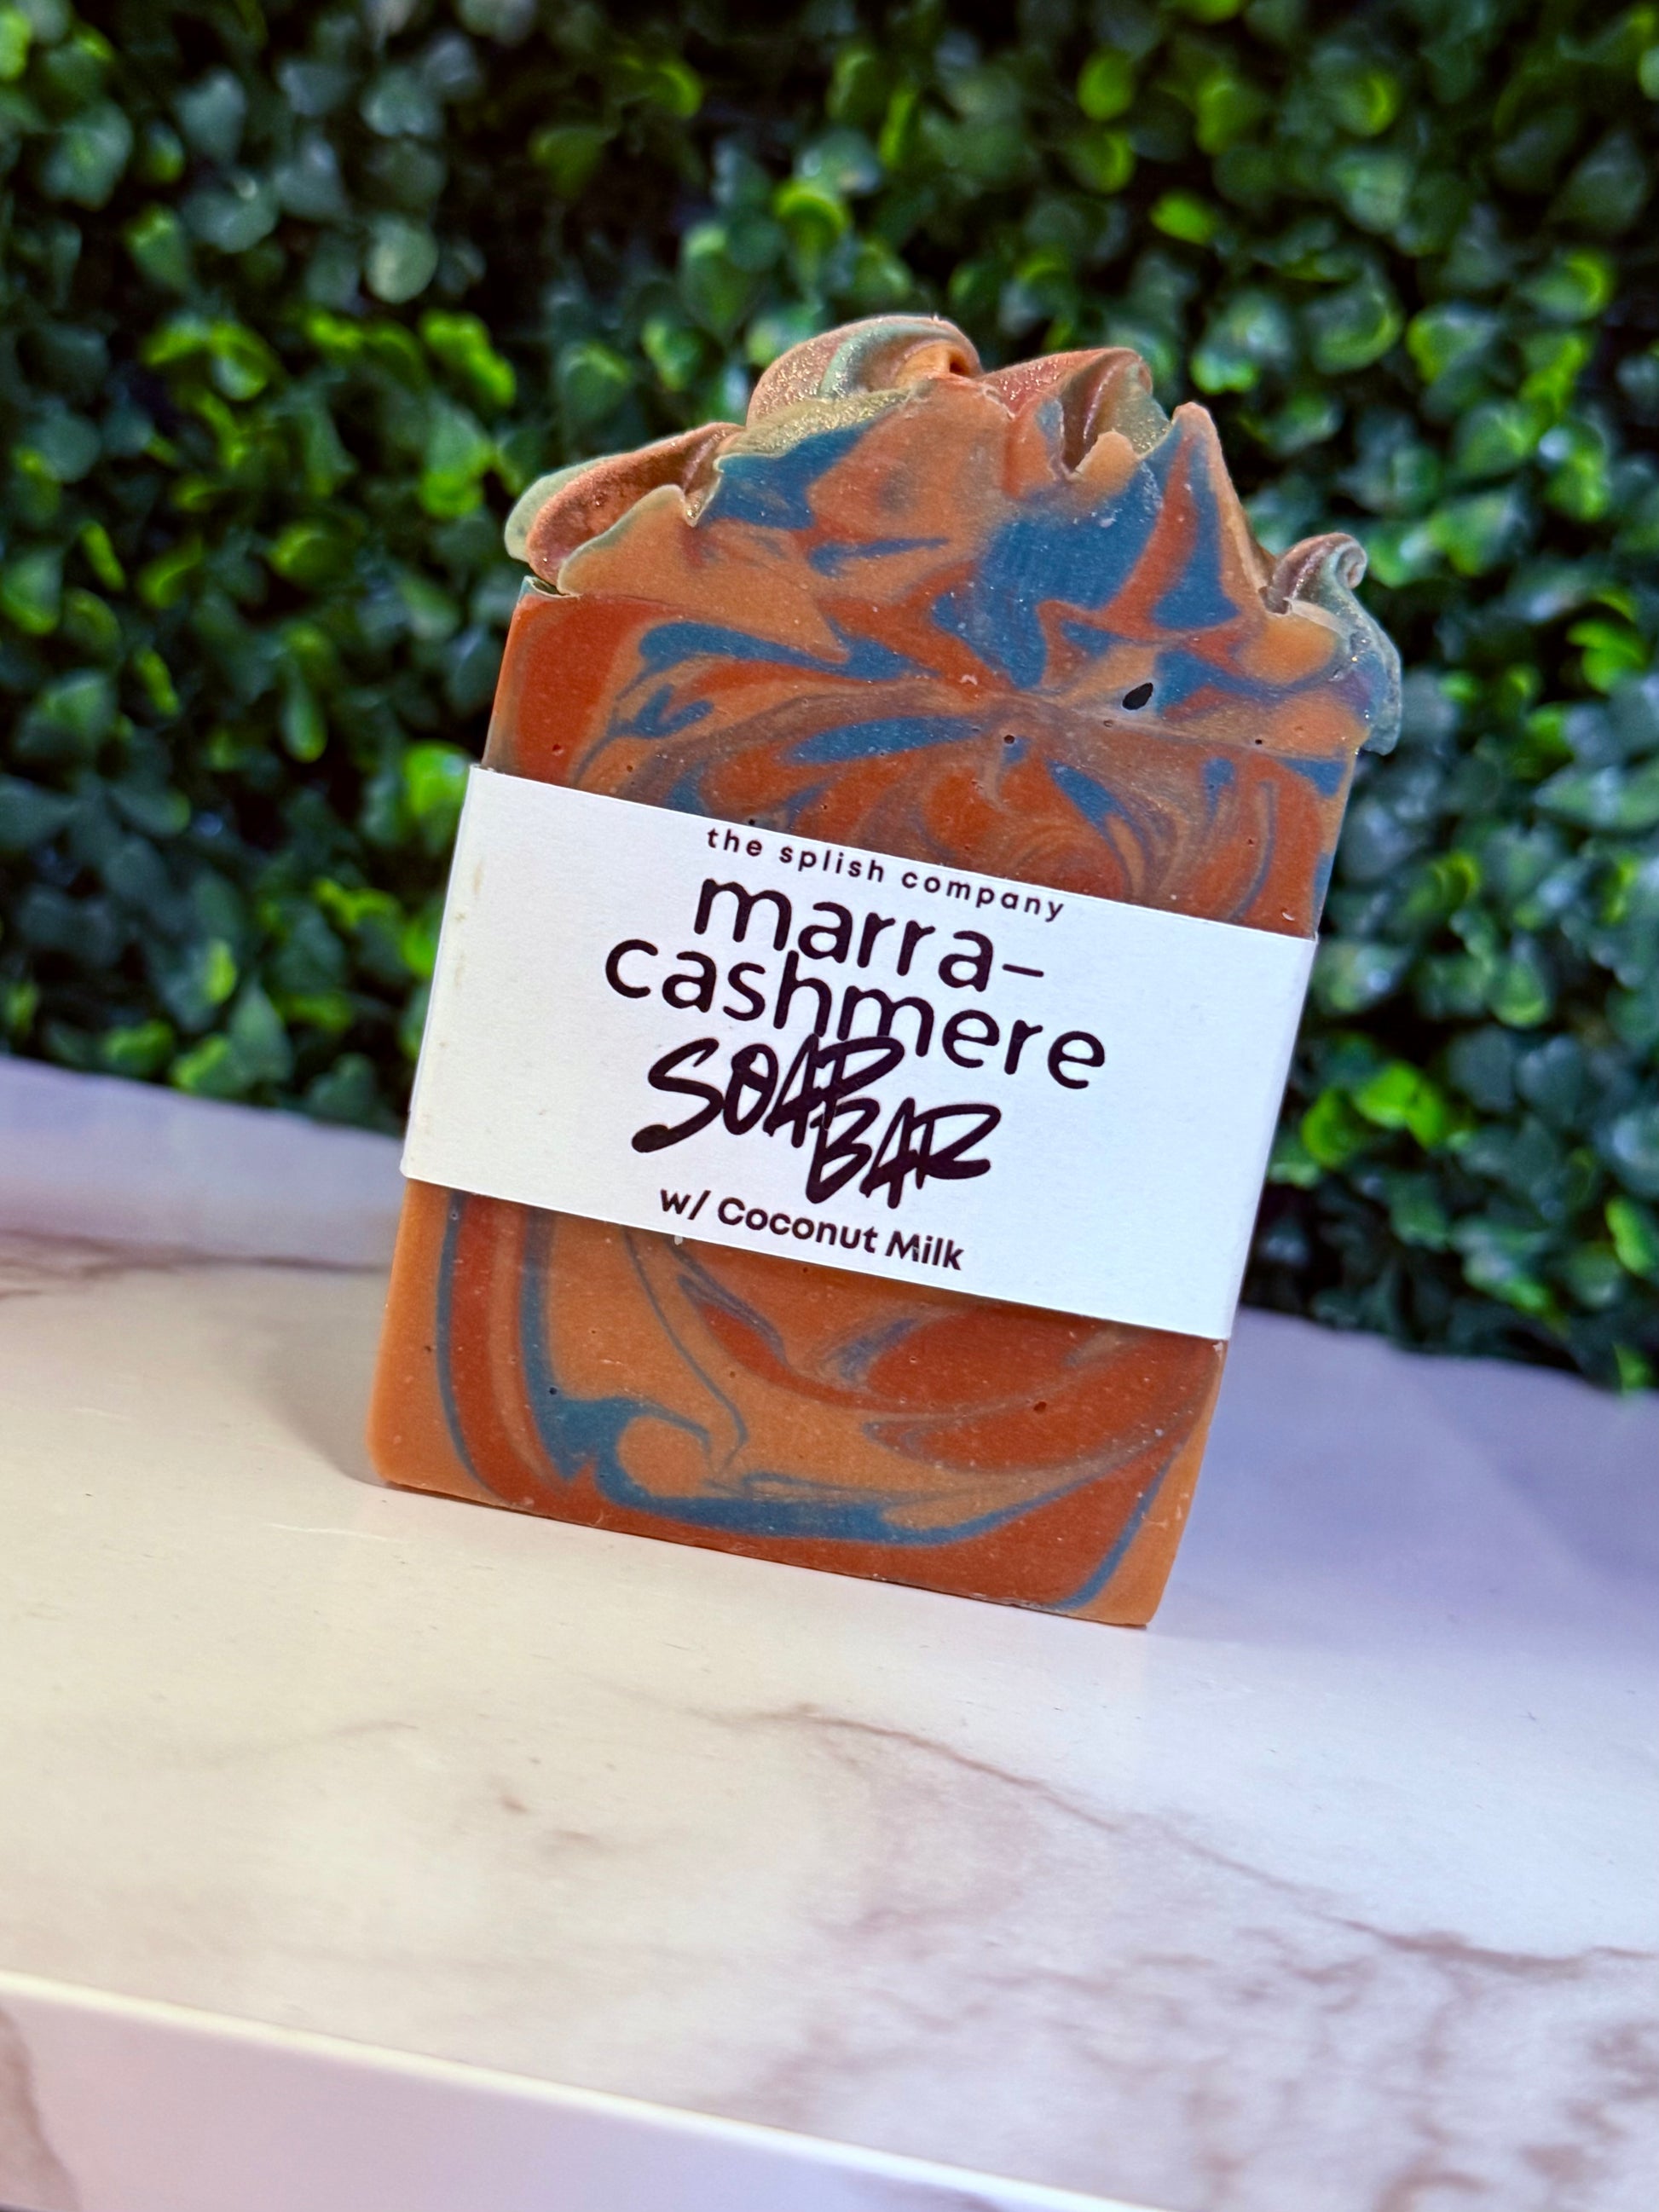 the splish company
marra-
cashmere
SOAP
BAR
w/ Coconut Milk